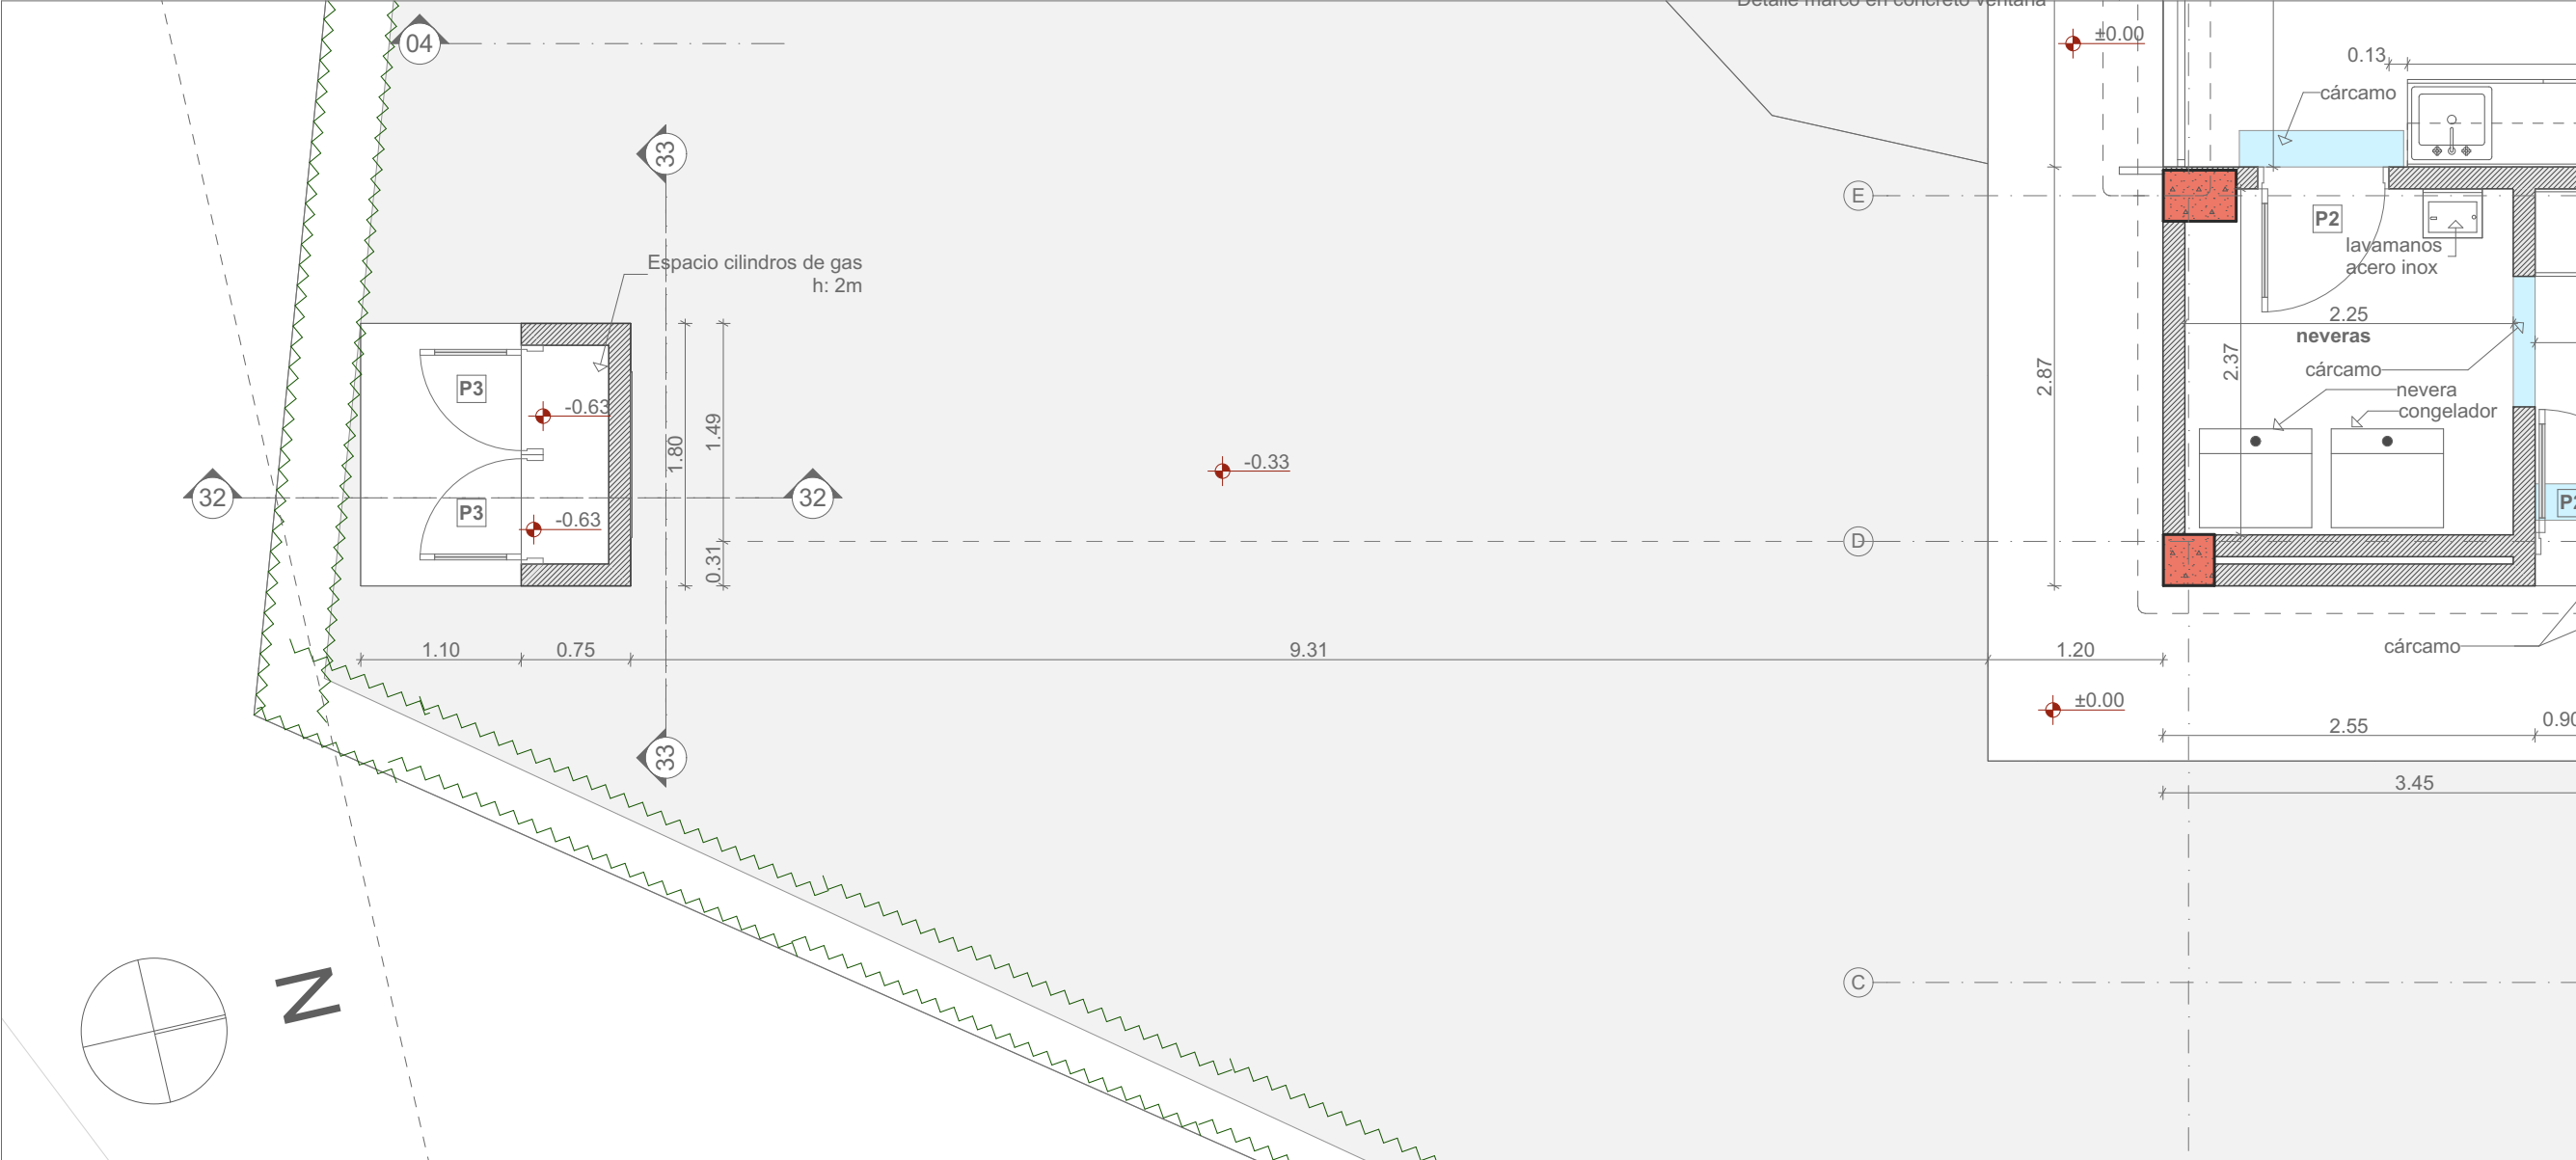 Detalle marco en concreto ventana
04
±0.00
0.13
cárcamo
33
E
P2
lavamanos
acero inox
Espacio cilindros de gas
h: 2m
2.25
neveras
2.37
cárcamo
2.87
nevera
congelador
P3
-0.63
1.49
1.80
-0.33
32
32
P3
-0.63
0.31
D
1.10
0.75
9.31
1.20
cárcamo
±0.00
2.55
0.90
33
3.45
N
C